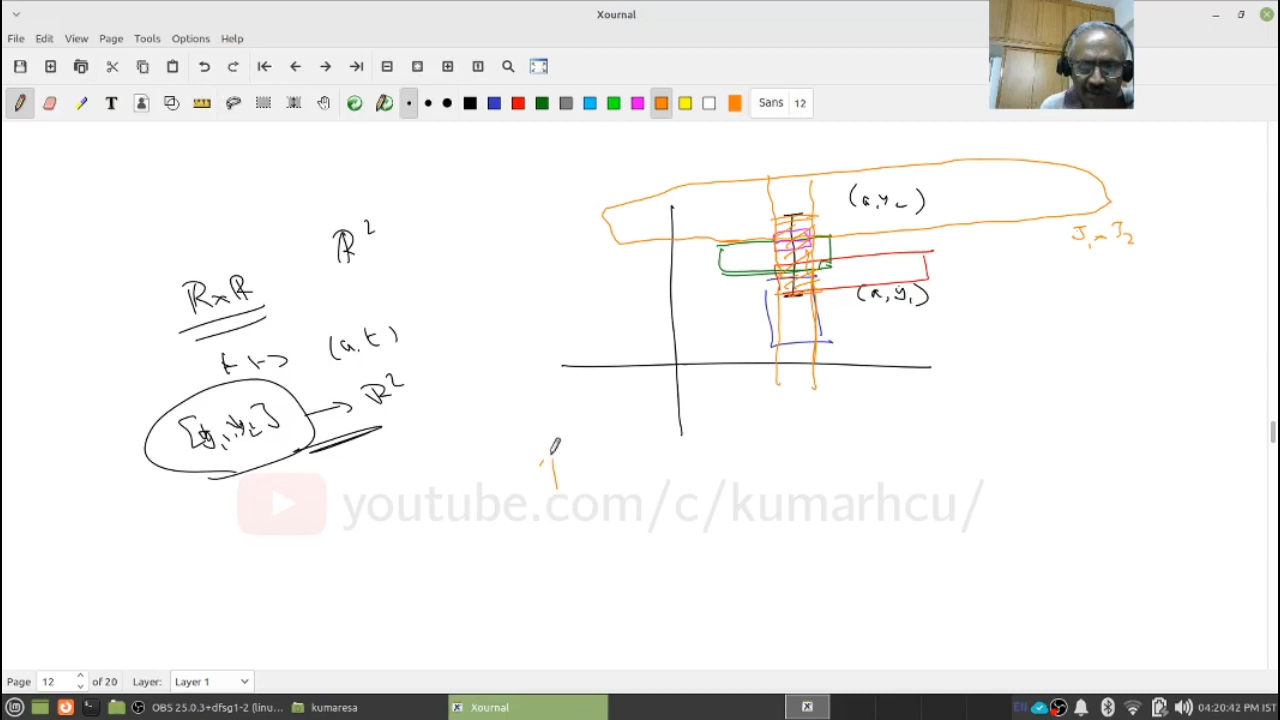 Xournal
File Edit View Page Tools Options Help
Sans 12
ℝ²
ℝ×ℝ
t ↦ (a, t)
[y₁, y₂] → ℝ²
(a, y₂)
J₁ × J₂
(a, y₁)
youtube.com/c/kumarhcu/
Page 12 of 20 Layer: Layer 1
OBS 25.0.3+dfsg1-2 (linu... kumaresa Xournal EN 04:20:42 PM IST